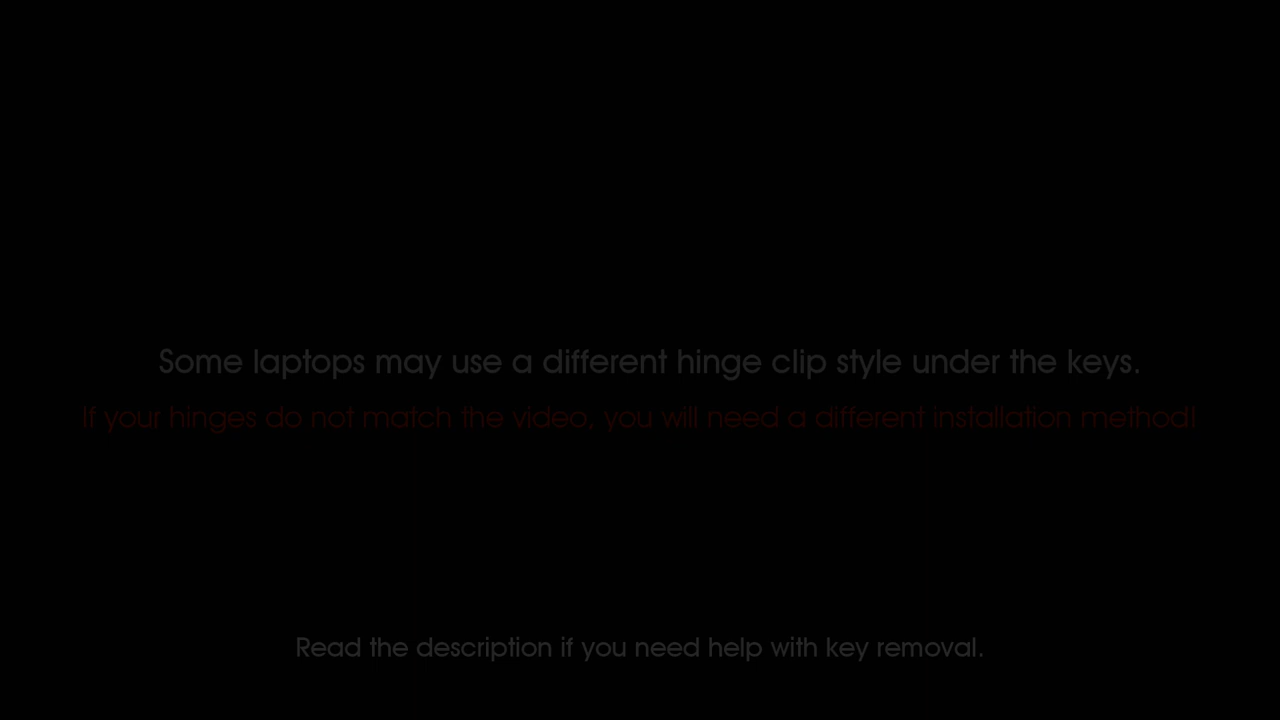 Some laptops may use a different hinge clip style under the keys.
If your hinges do not match the video, you will need a different installation method!
Read the description if you need help with key removal.